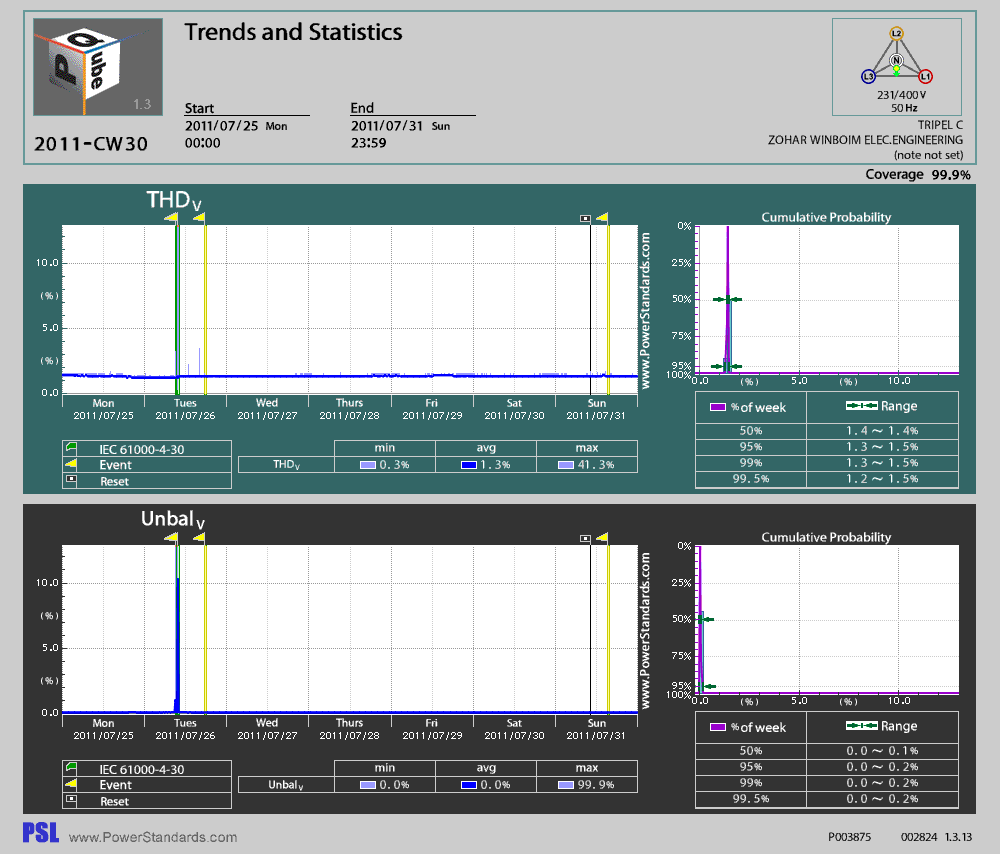 PQube
1.3
Trends and Statistics
Start
End
2011/07/25 Mon
2011/07/31 Sun
00:00
23:59
2011-CW30
L2
N
L3
L1
231/400V
50 Hz
TRIPEL C
ZOHAR WINBOIM ELEC.ENGINEERING
(note not set)
Coverage 99.9%
THDV
10.0
(%)
5.0
(%)
0.0
Mon
2011/07/25
Tues
2011/07/26
Wed
2011/07/27
Thurs
2011/07/28
Fri
2011/07/29
Sat
2011/07/30
Sun
2011/07/31
www.PowerStandards.com
Cumulative Probability
0%
25%
50%
75%
95%
100%
0.0 (%) 5.0 (%) 10.0
IEC 61000-4-30
Event
Reset
min avg max
THDV 0.3% 1.3% 41.3%
% of week Range
50% 1.4 ~ 1.4%
95% 1.3 ~ 1.5%
99% 1.3 ~ 1.5%
99.5% 1.2 ~ 1.5%
UnbalV
10.0
(%)
5.0
(%)
0.0
Mon
2011/07/25
Tues
2011/07/26
Wed
2011/07/27
Thurs
2011/07/28
Fri
2011/07/29
Sat
2011/07/30
Sun
2011/07/31
www.PowerStandards.com
Cumulative Probability
0%
25%
50%
75%
95%
100%
0.0 (%) 5.0 (%) 10.0
IEC 61000-4-30
Event
Reset
min avg max
UnbalV 0.0% 0.0% 99.9%
% of week Range
50% 0.0 ~ 0.1%
95% 0.0 ~ 0.2%
99% 0.0 ~ 0.2%
99.5% 0.0 ~ 0.2%
PSL www.PowerStandards.com
P003875 002824 1.3.13